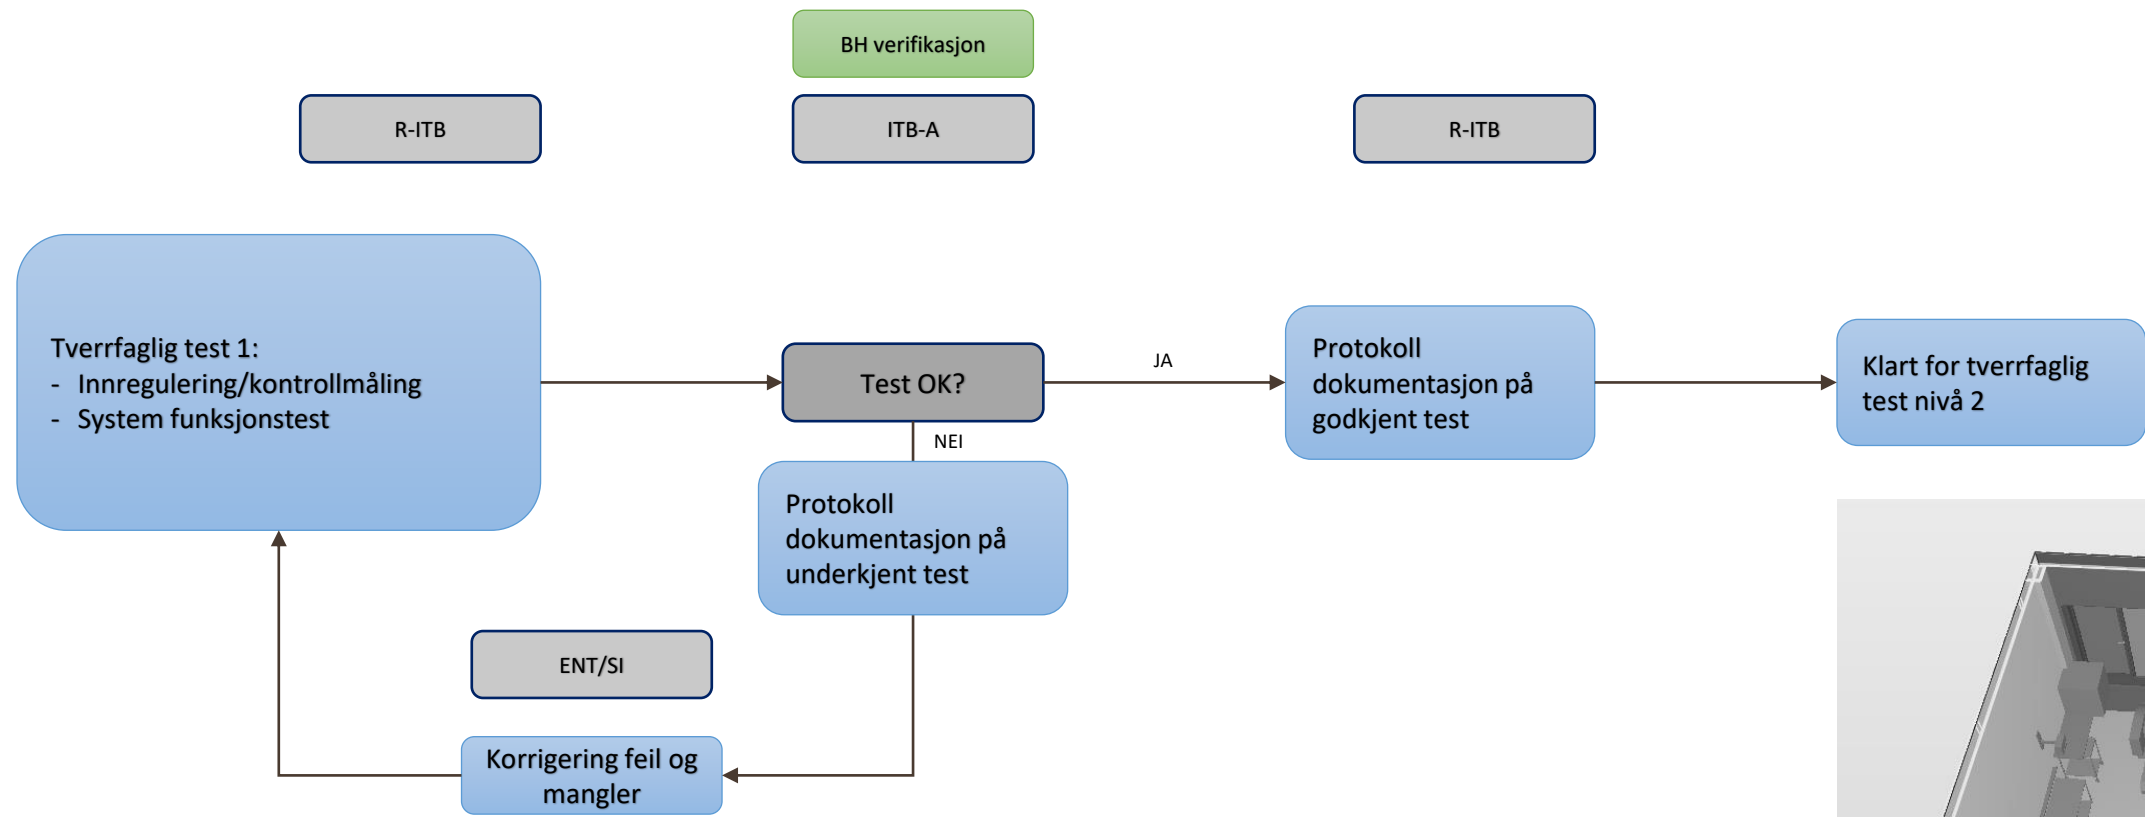 BH verifikasjon
R-ITB
ITB-A
R-ITB
Tverrfaglig test 1:
- Innregulering/kontrollmåling
- System funksjonstest
Test OK?
JA
Protokoll
dokumentasjon på
godkjent test
Klart for tverrfaglig
test nivå 2
NEI
Protokoll
dokumentasjon på
underkjent test
ENT/SI
Korrigering feil og
mangler